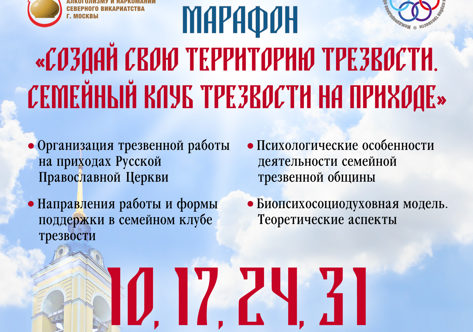 АЛКОГОЛИЗМУ И НАРКОМАНИИ
СЕВЕРНОГО ВИКАРИАТСТВА
Г. МОСКВЫ
МАРАФОН
«СОЗДАЙ СВОЮ ТЕРРИТОРИЮ ТРЕЗВОСТИ.
СЕМЕЙНЫЙ КЛУБ ТРЕЗВОСТИ НА ПРИХОДЕ»
• Организация трезвенной работы
на приходах Русской
Православной Церкви
• Направления работы и формы
поддержки в семейном клубе
трезвости
• Психологические особенности
деятельности семейной
трезвенной общины
• Биопсихосоциодуховная модель.
Теоретические аспекты
10, 17, 24, 31